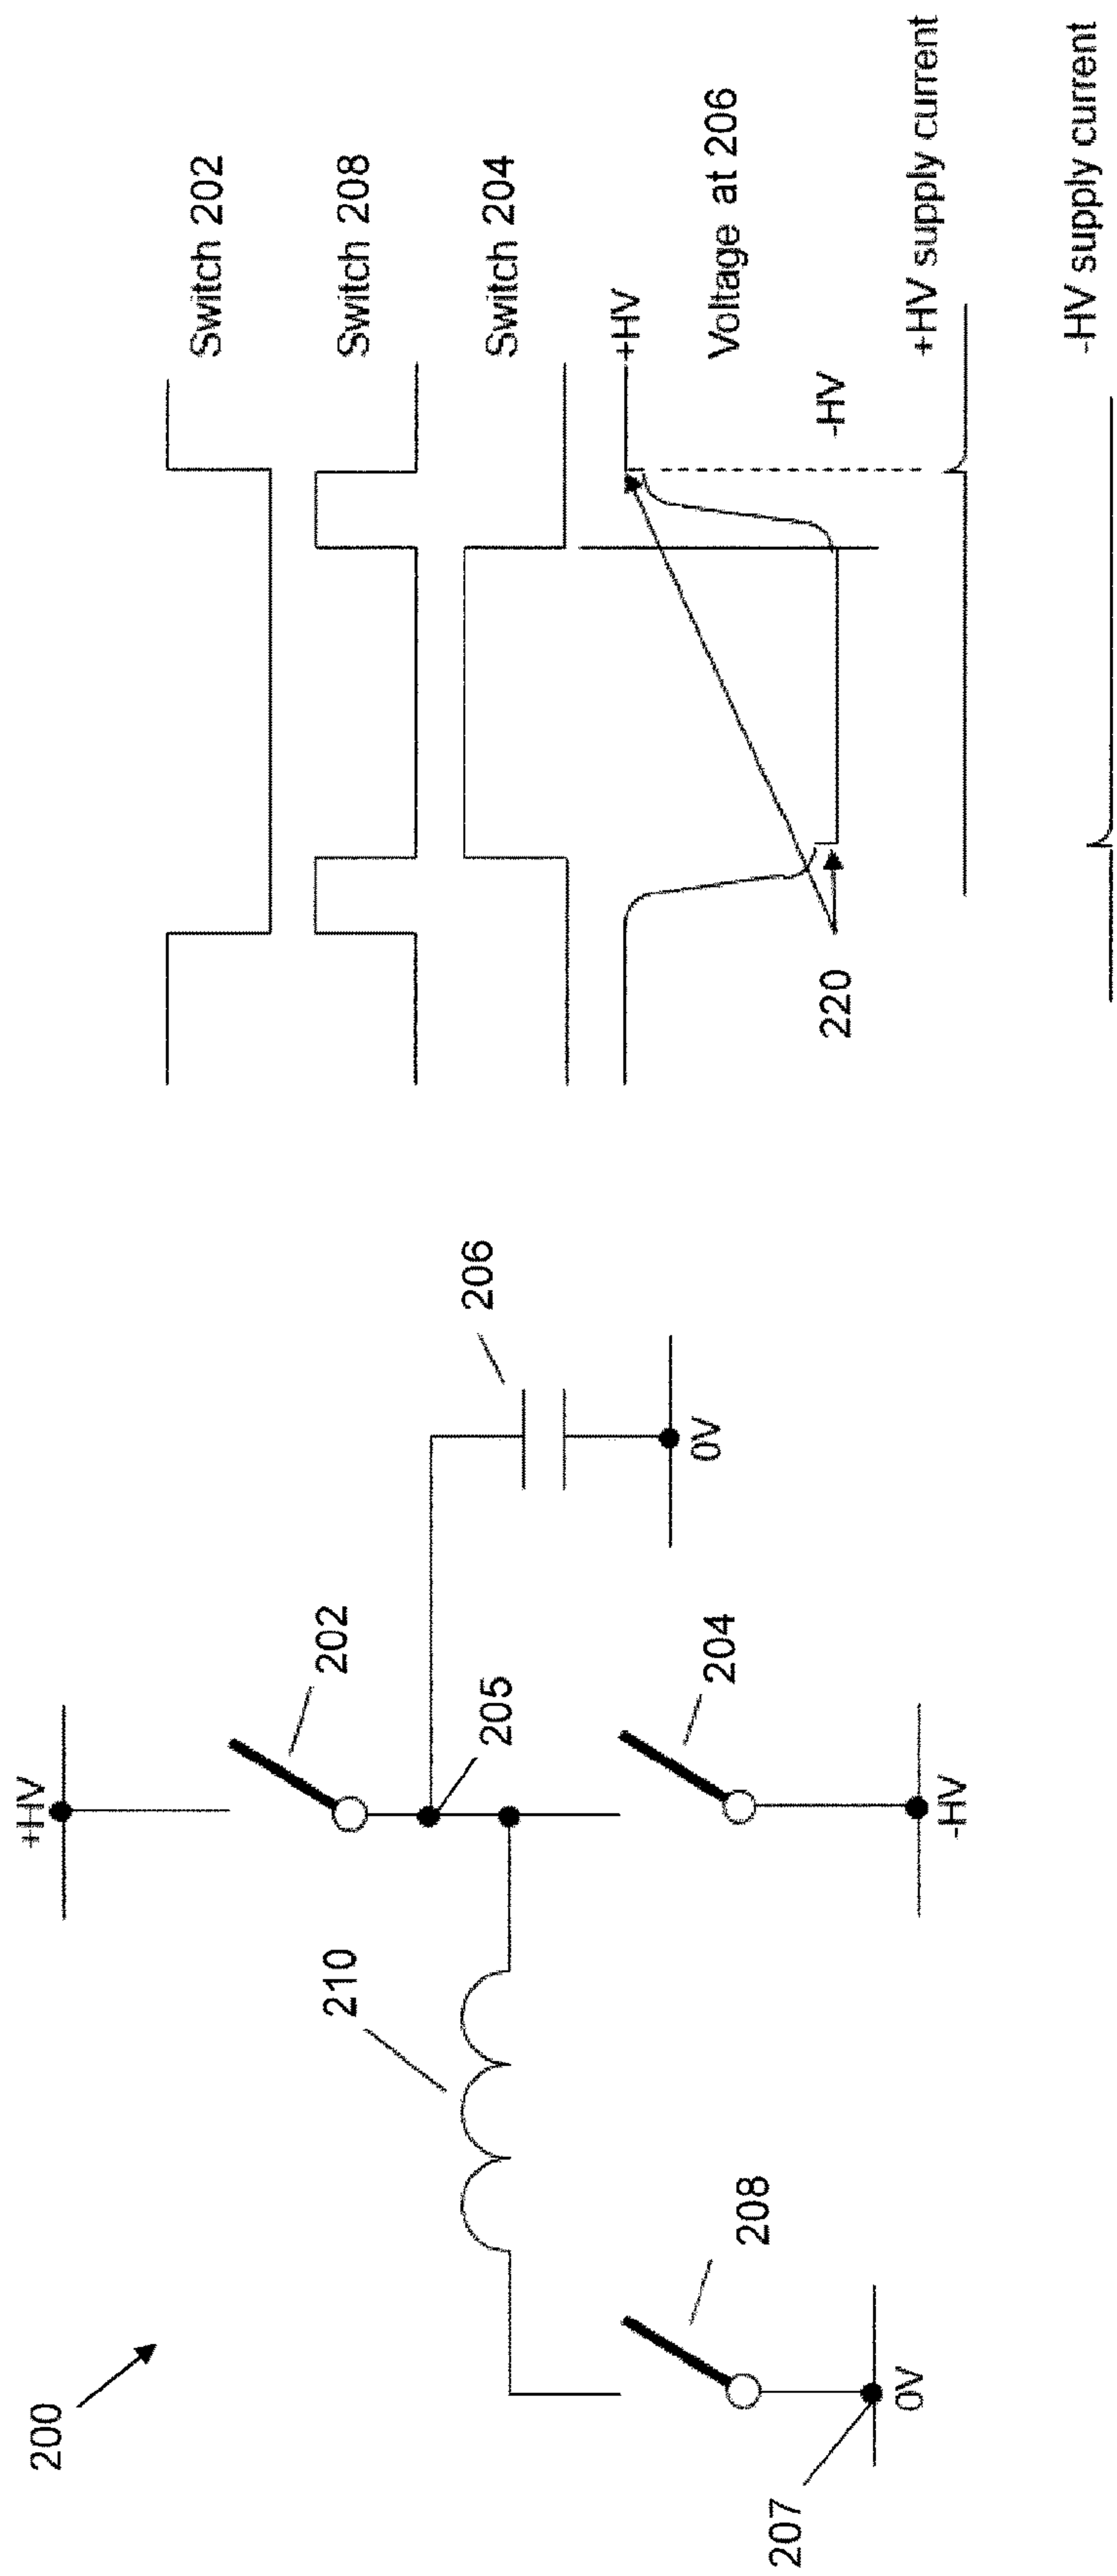 200
+HV
202
205
206
210
204
208
207
0V
-HV
0V
Switch 202
Switch 208
Switch 204
+HV
Voltage at 206
-HV
220
+HV supply current
-HV supply current